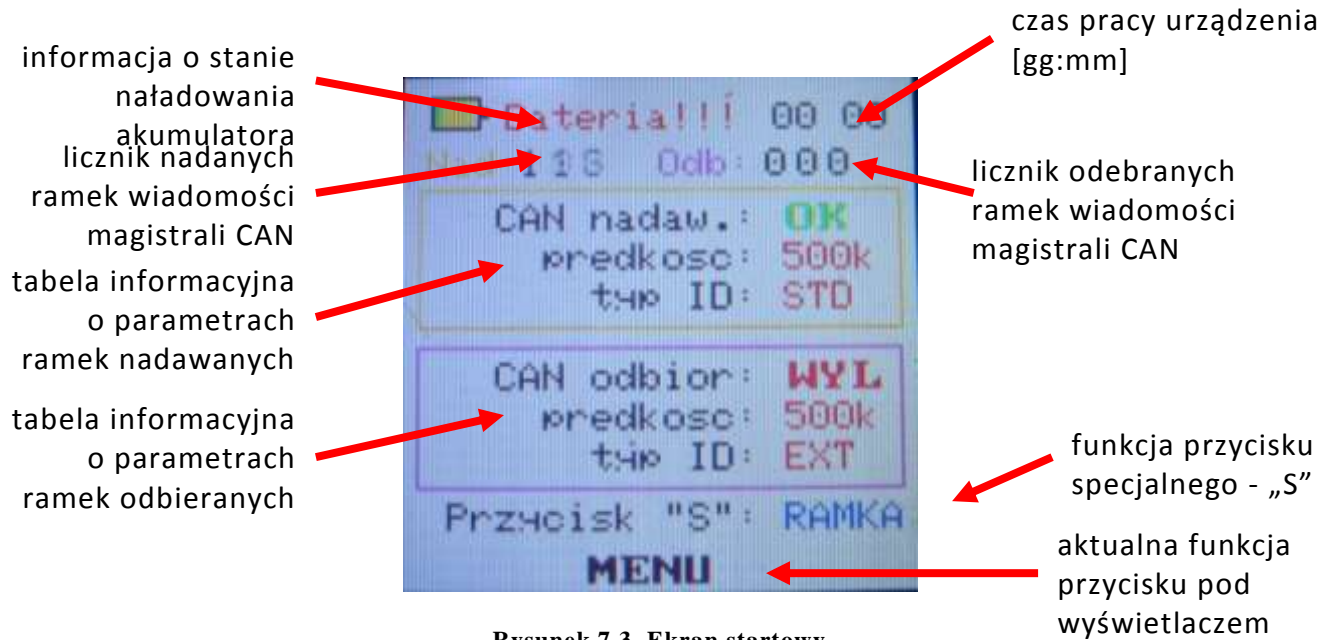 czas pracy urządzenia
[gg:mm]
informacja o stanie
naładowania
akumulatora
licznik nadanych
ramek wiadomości
magistrali CAN
tabela informacyjna
o parametrach
ramek nadawanych
tabela informacyjna
o parametrach
ramek odbieranych
Bateria!!! 00 00
Nad Odb: 000
CAN nadaw.: OK
predkosc: 500k
typ ID: STD
CAN odbior: WYL
predkosc: 500k
typ ID: EXT
Przycisk "S": RAMKA
MENU
licznik odebranych
ramek wiadomości
magistrali CAN
funkcja przycisku
specjalnego - „S”
aktualna funkcja
przycisku pod
wyświetlaczem
Rysunek 7.3. Ekran startowy